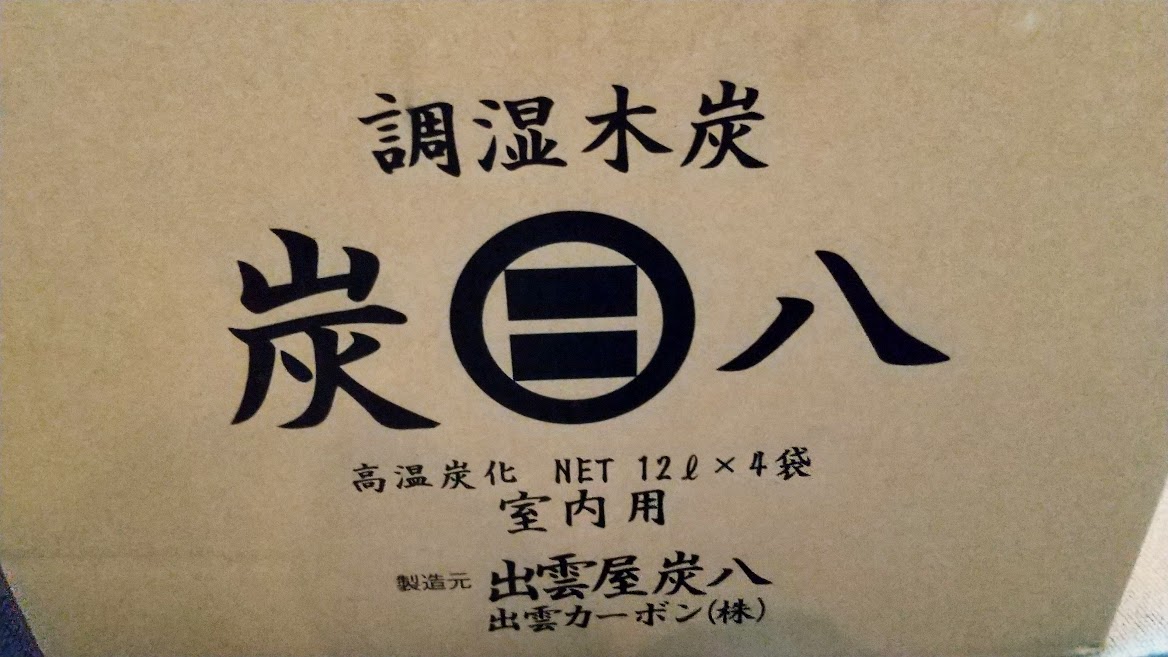 調湿木炭
炭八
高温炭化 NET 12ℓ×4袋
室内用
製造元 出雲屋炭八
出雲カーボン(株)